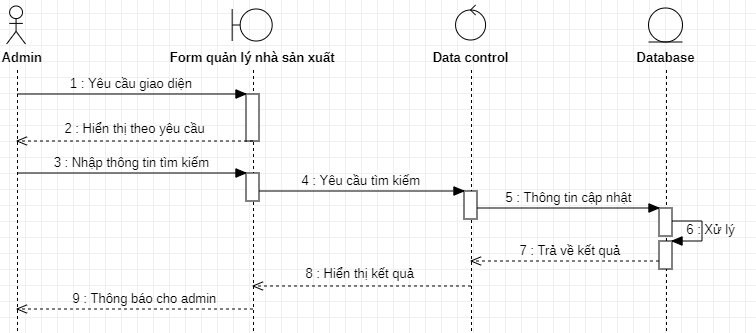 Admin
Form quản lý nhà sản xuất
Data control
Database
1 : Yêu cầu giao diện
2 : Hiển thị theo yêu cầu
3 : Nhập thông tin tìm kiếm
4 : Yêu cầu tìm kiếm
5 : Thông tin cập nhật
6 : Xử lý
7 : Trả về kết quả
8 : Hiển thị kết quả
9 : Thông báo cho admin